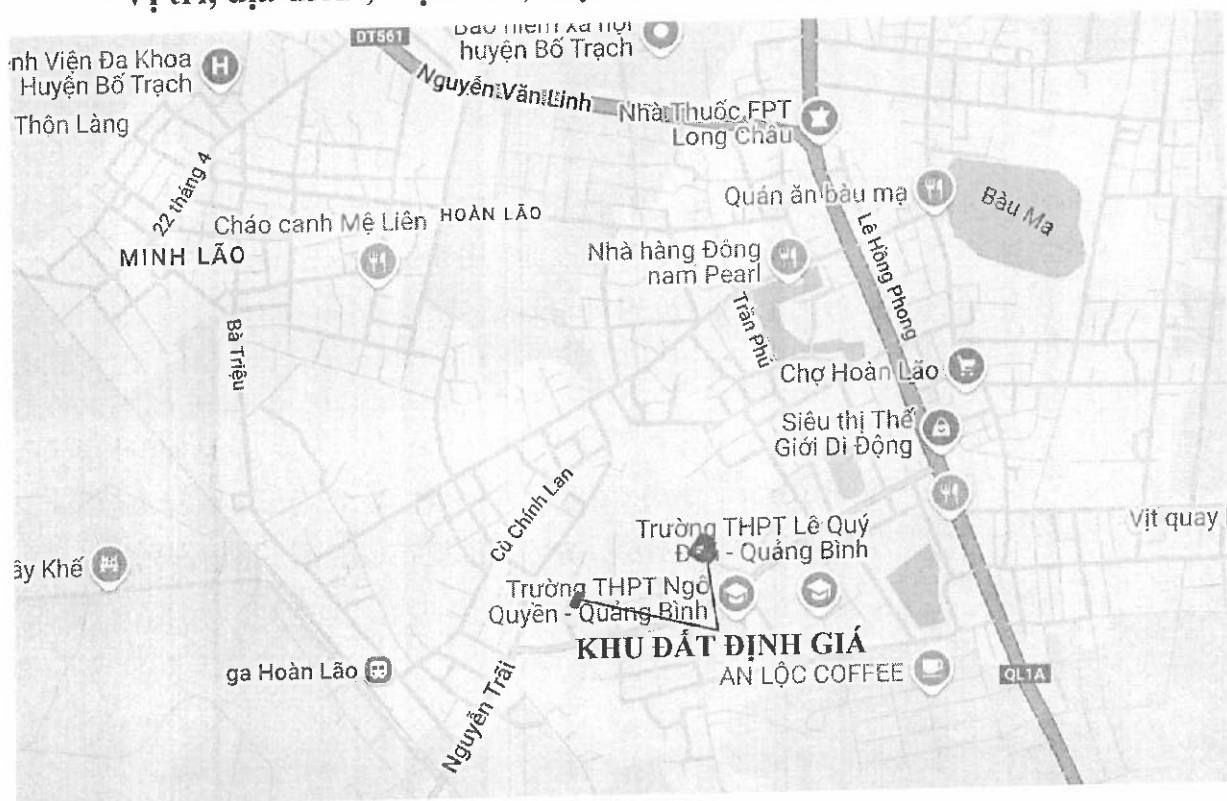 DT561
Bảo hiểm xã hội
huyện Bố Trạch
ệnh Viện Đa Khoa
Huyện Bố Trạch
Nguyễn Văn Linh
Nhà Thuốc FPT
Long Châu
Thôn Làng
22 tháng 4
Quán ăn bàu mạ
Bàu Mạ
Cháo canh Mệ Liên
HOÀN LÃO
MINH LÃO
Nhà hàng Đông
nam Pearl
Lê Hồng Phong
Trần Phú
Bà Triệu
Chợ Hoàn Lão
Siêu thị Thế
Giới Di Động
Cù Chính Lan
Vịt quay
Trường THPT Lê Quý
Đôn - Quảng Bình
ây Khế
Trường THPT Ngô
Quyền - Quảng Bình
KHU ĐẤT ĐỊNH GIÁ
ga Hoàn Lão
AN LỘC COFFEE
QL1A
Nguyễn Trãi